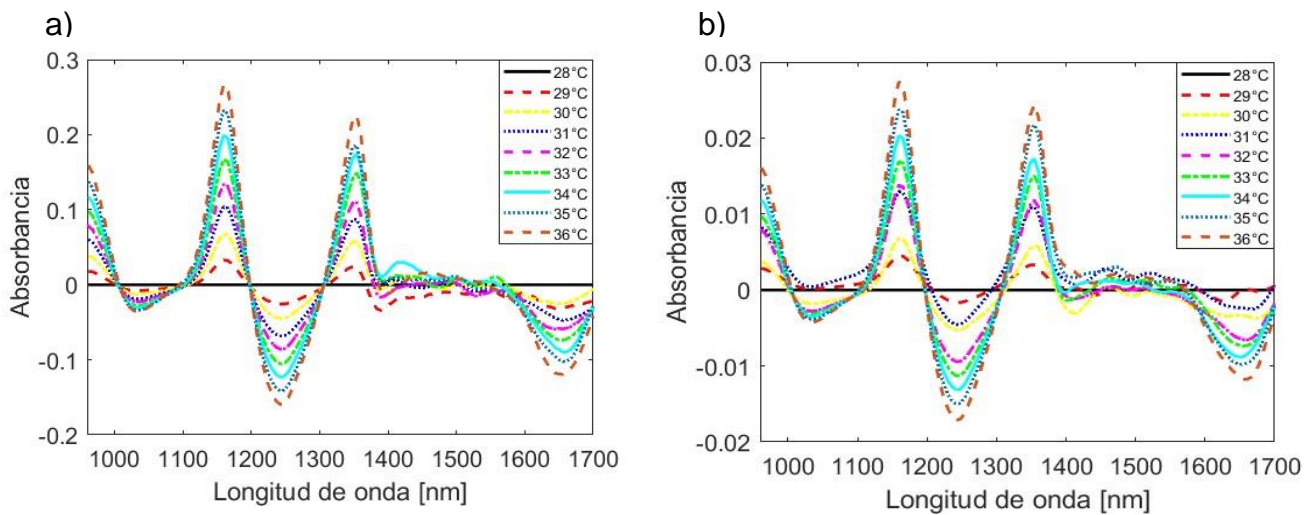 a)
0.3
0.2
0.1
0
-0.1
-0.2
Absorbancia
1000 1100 1200 1300 1400 1500 1600 1700
Longitud de onda [nm]
28°C
29°C
30°C
31°C
32°C
33°C
34°C
35°C
36°C
b)
0.03
0.02
0.01
0
-0.01
-0.02
Absorbancia
1000 1100 1200 1300 1400 1500 1600 1700
Longitud de onda [nm]
28°C
29°C
30°C
31°C
32°C
33°C
34°C
35°C
36°C